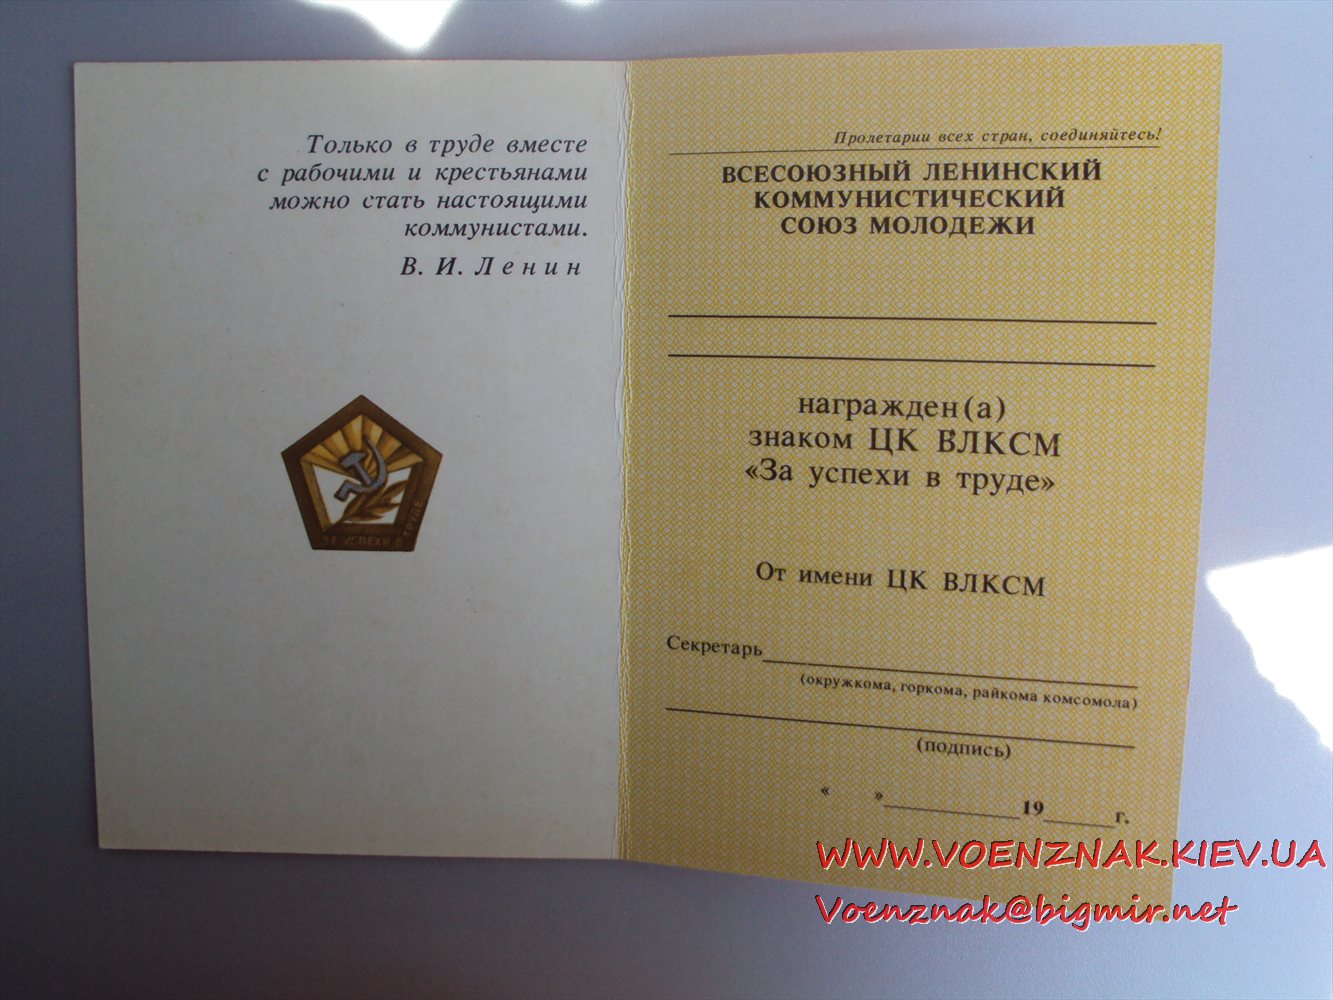 Только в труде вместе
с рабочими и крестьянами
можно стать настоящими
коммунистами.
В. И. Ленин
ЗА УСПЕХИ В ТРУДЕ
Пролетарии всех стран, соединяйтесь!
ВСЕСОЮЗНЫЙ ЛЕНИНСКИЙ
КОММУНИСТИЧЕСКИЙ
СОЮЗ МОЛОДЕЖИ
награжден(а)
знаком ЦК ВЛКСМ
«За успехи в труде»
От имени ЦК ВЛКСМ
Секретарь
(окружкома, горкома, райкома комсомола)
(подпись)
« » 19 г.
WWW.VOENZNAK.KIEV.UA
Voenznak@bigmir.net